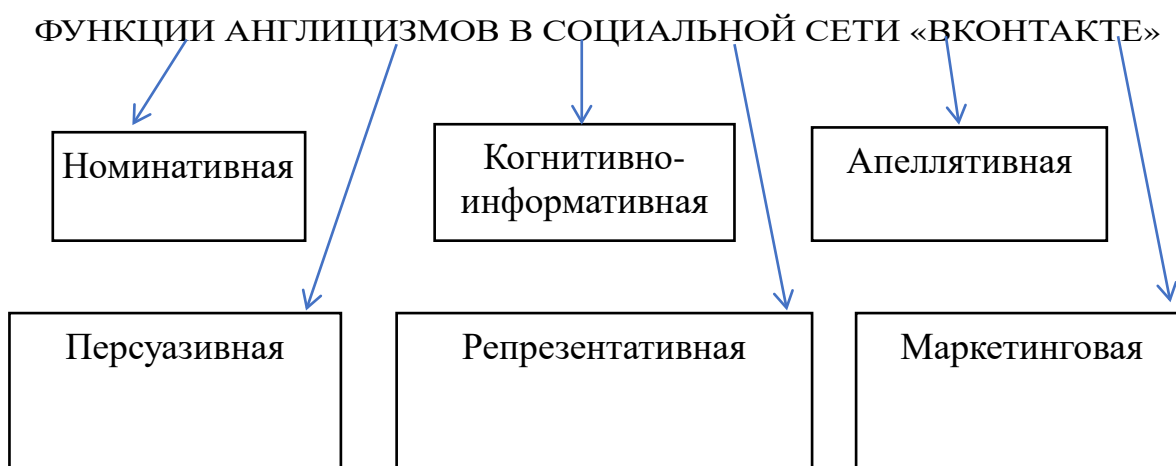 ФУНКЦИИ АНГЛИЦИЗМОВ В СОЦИАЛЬНОЙ СЕТИ «ВКОНТАКТЕ»
Номинативная
Когнитивно-
информативная
Апеллятивная
Персуазивная
Репрезентативная
Маркетинговая